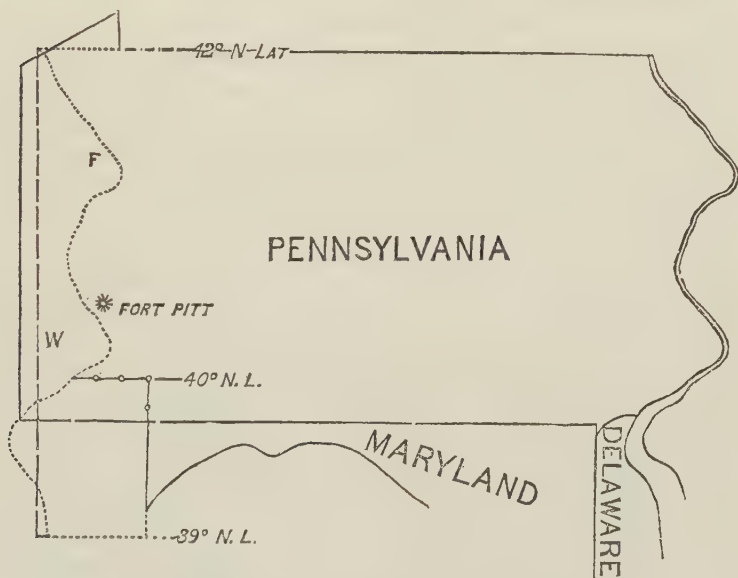 42° N-LAT
F
PENNSYLVANIA
FORT PITT
W
40° N. L.
MARYLAND
DELAWARE
39° N. L.